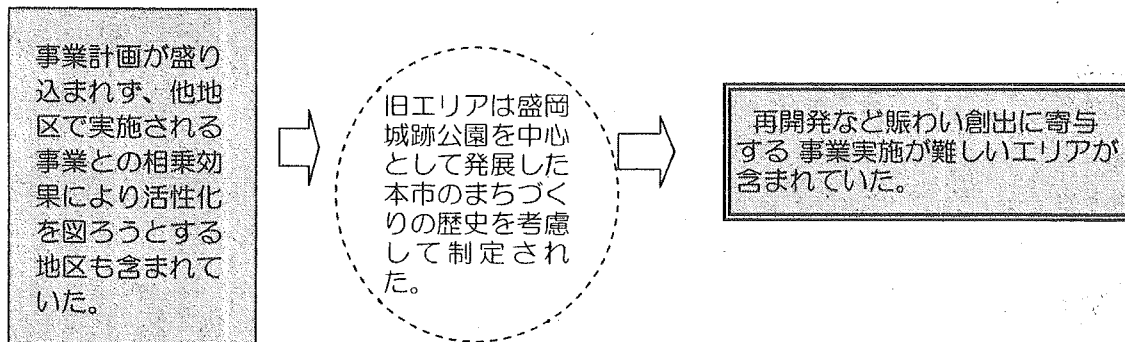 事業計画が盛り
込まれず、他地
区で実施される
事業との相乗効
果により活性化
を図ろうとする
地区も含まれて
いた。
旧エリアは盛岡
城跡公園を中心
として発展した
本市のまちづく
りの歴史を考慮
して制定され
た。
再開発など賑わい創出に寄与
する 事業実施が難しいエリアが
含まれていた。